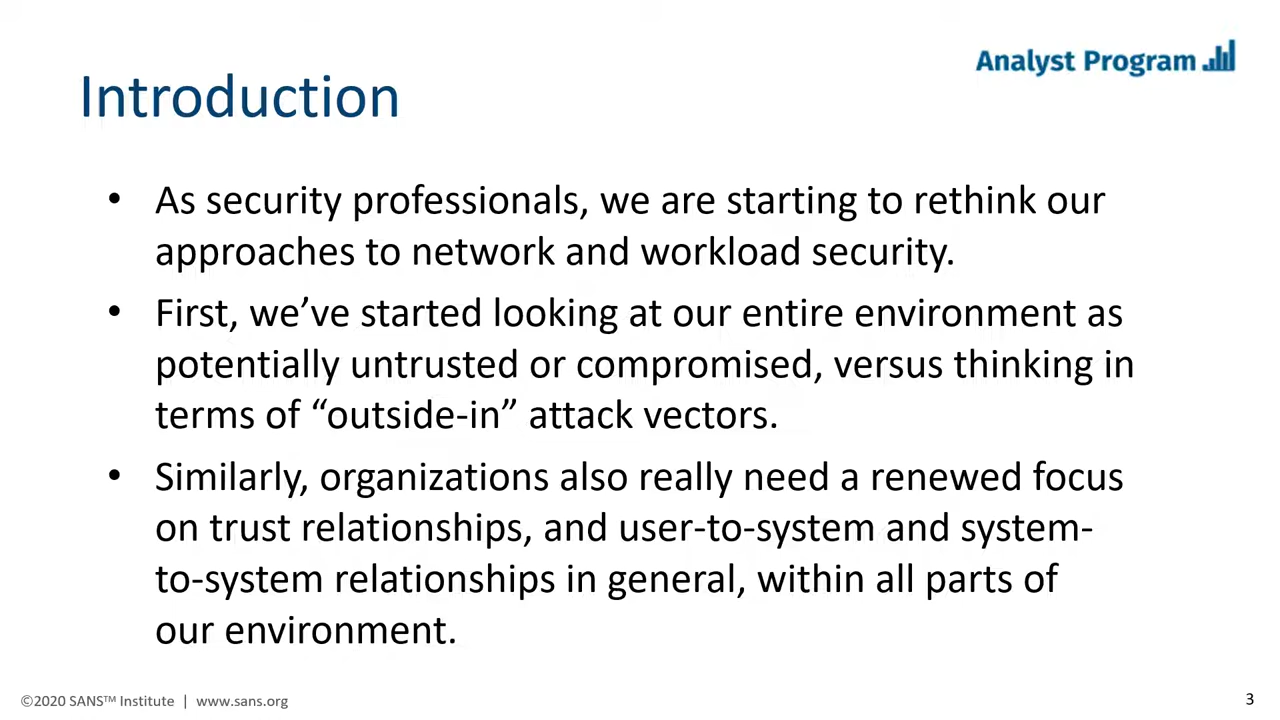 Analyst Program
Introduction
• As security professionals, we are starting to rethink our
approaches to network and workload security.
• First, we’ve started looking at our entire environment as
potentially untrusted or compromised, versus thinking in
terms of “outside-in” attack vectors.
• Similarly, organizations also really need a renewed focus
on trust relationships, and user-to-system and system-
to-system relationships in general, within all parts of
our environment.
©2020 SANS™ Institute | www.sans.org
3